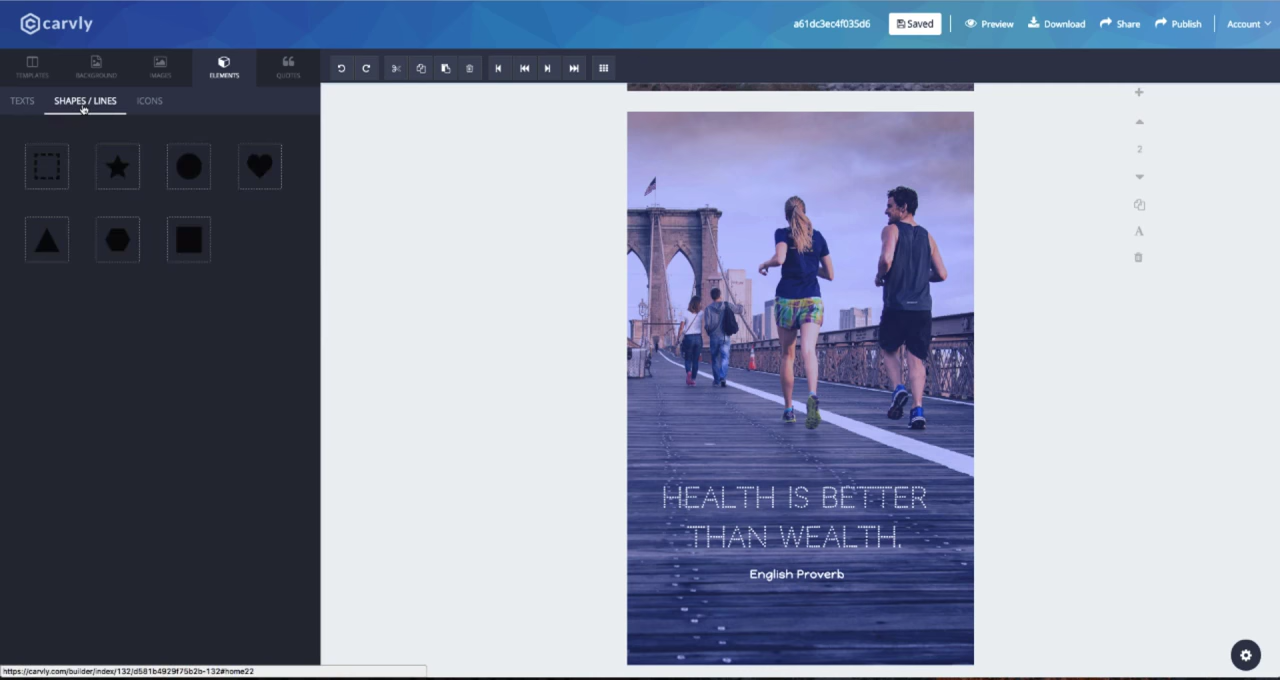 carvly
a61dc3ec4f035d6
Saved
Preview
Download
Share
Publish
Account
TEMPLATES
BACKGROUND
IMAGES
ELEMENTS
QUOTES
TEXTS
SHAPES / LINES
ICONS
2
A
HEALTH IS BETTER
THAN WEALTH.
English Proverb
https://carvly.com/builder/index/132/d581b4929f75b2b-132#home22